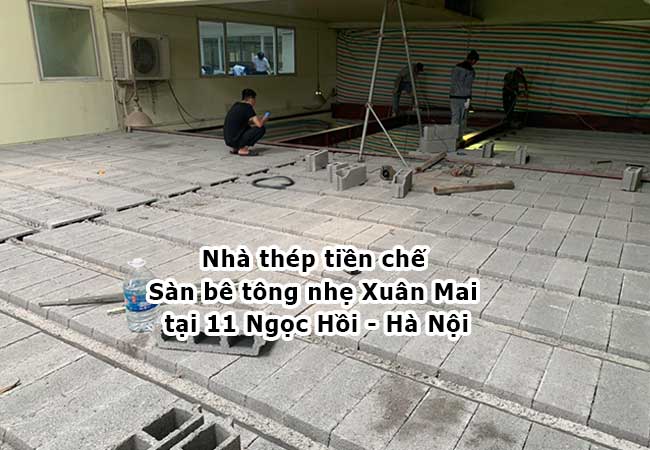 Nhà thép tiền chế
Sàn bê tông nhẹ Xuân Mai
tại 11 Ngọc Hồi - Hà Nội